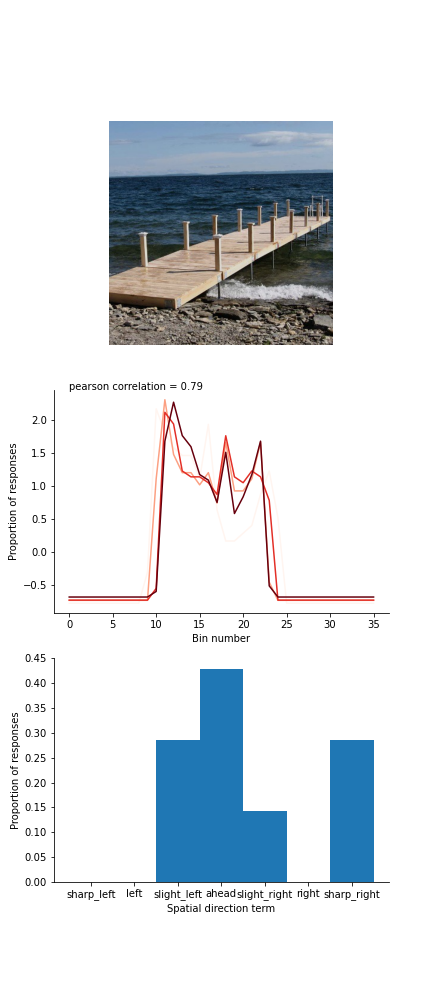 pearson correlation = 0.79
Proportion of responses
2.0
1.5
1.0
0.5
0.0
−0.5
0 5 10 15 20 25 30 35
Bin number
Proportion of responses
0.45
0.40
0.35
0.30
0.25
0.20
0.15
0.10
0.05
0.00
sharp_left left slight_left ahead slight_right right sharp_right
Spatial direction term